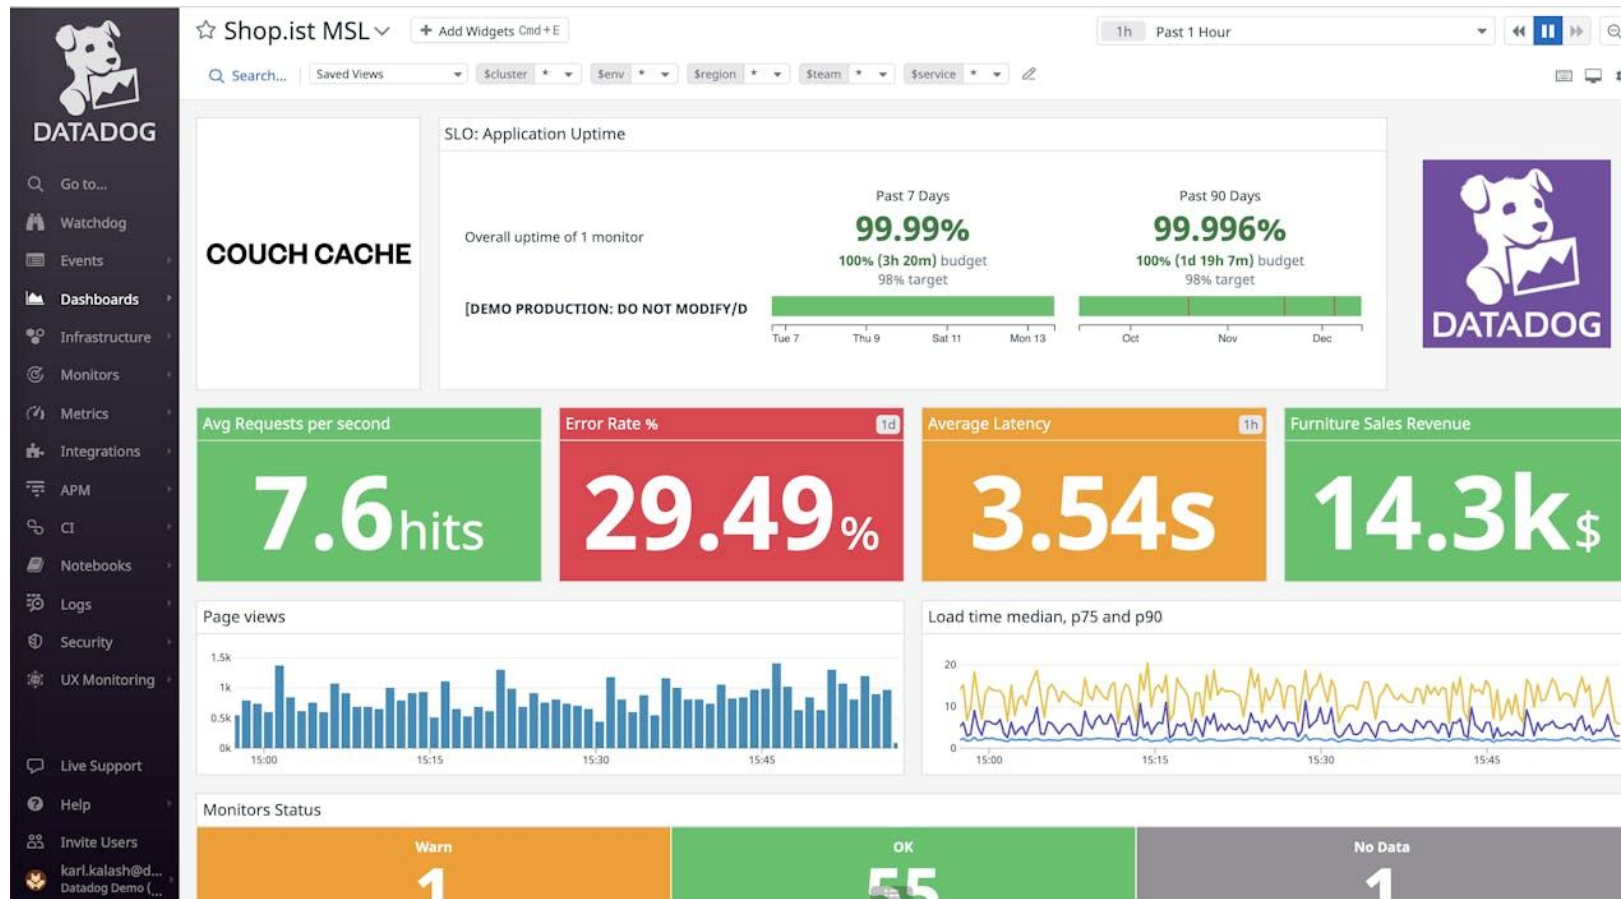 DATADOG
Go to...
Watchdog
Events
Dashboards
Infrastructure
Monitors
Metrics
Integrations
APM
CI
Notebooks
Logs
Security
UX Monitoring
Live Support
Help
Invite Users
karl.kalash@d...
Datadog Demo (...
Shop.ist MSL
+ Add Widgets Cmd+E
1h Past 1 Hour
Search... Saved Views $cluster * $env * $region * $team * $service *
COUCH CACHE
SLO: Application Uptime
Past 7 Days Past 90 Days
Overall uptime of 1 monitor 99.99% 99.996%
100% (3h 20m) budget 100% (1d 19h 7m) budget
98% target 98% target
[DEMO PRODUCTION: DO NOT MODIFY/D
Tue 7 Thu 9 Sat 11 Mon 13 Oct Nov Dec
DATADOG
Avg Requests per second
7.6 hits
Error Rate % 1d
29.49 %
Average Latency 1h
3.54s
Furniture Sales Revenue
14.3k $
Page views
1.5k
1k
0.5k
0k
15:00 15:15 15:30 15:45
Load time median, p75 and p90
20
10
0
15:00 15:15 15:30 15:45
Monitors Status
Warn OK No Data
1 55 1